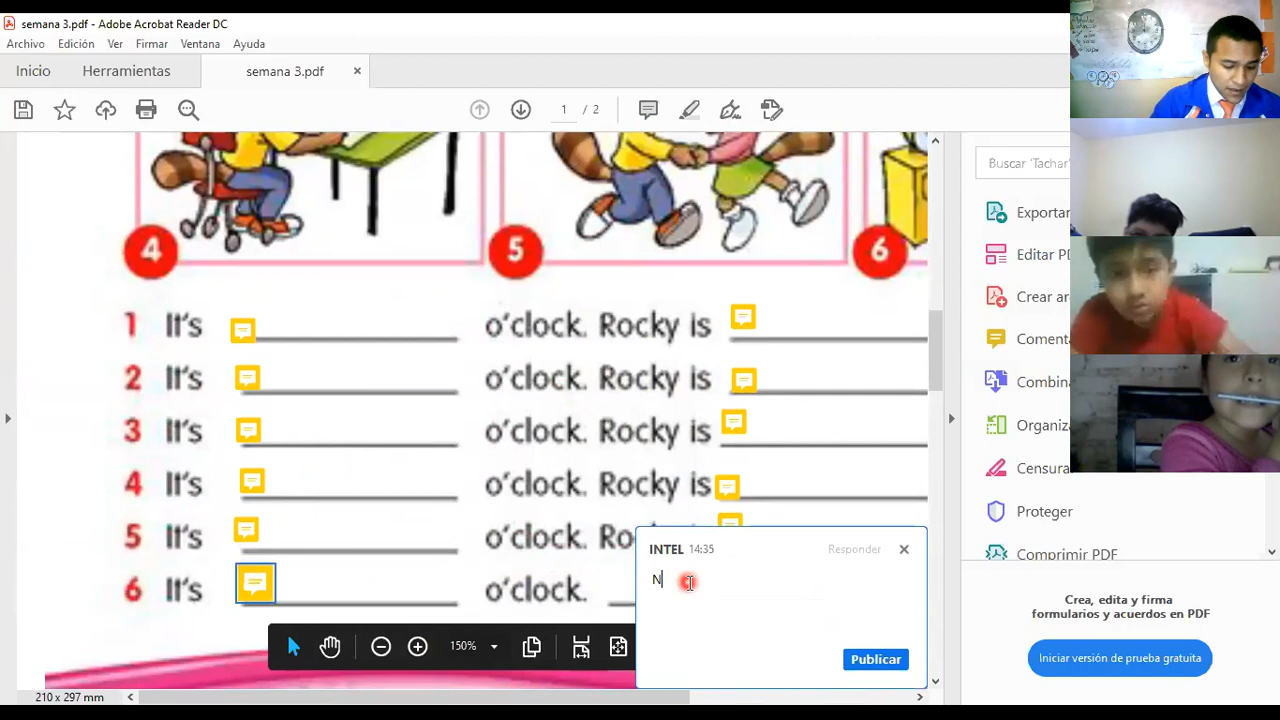 semana 3.pdf - Adobe Acrobat Reader DC
Archivo Edición Ver Firmar Ventana Ayuda
Inicio Herramientas semana 3.pdf
1 / 2
Buscar 'Tachar'
Exportar
Editar PD
Crear ar
Comenta
Combina
Organiza
Censura
Proteger
Comprimir PDF
4 5 6
1 It's o'clock. Rocky is
2 It's o'clock. Rocky is
3 It's o'clock. Rocky is
4 It's o'clock. Rocky is
5 It's o'clock. Ro
6 It's o'clock.
INTEL 14:35 Responder
N
Publicar
150%
Crea, edita y firma
formularios y acuerdos en PDF
Iniciar versión de prueba gratuita
210 x 297 mm